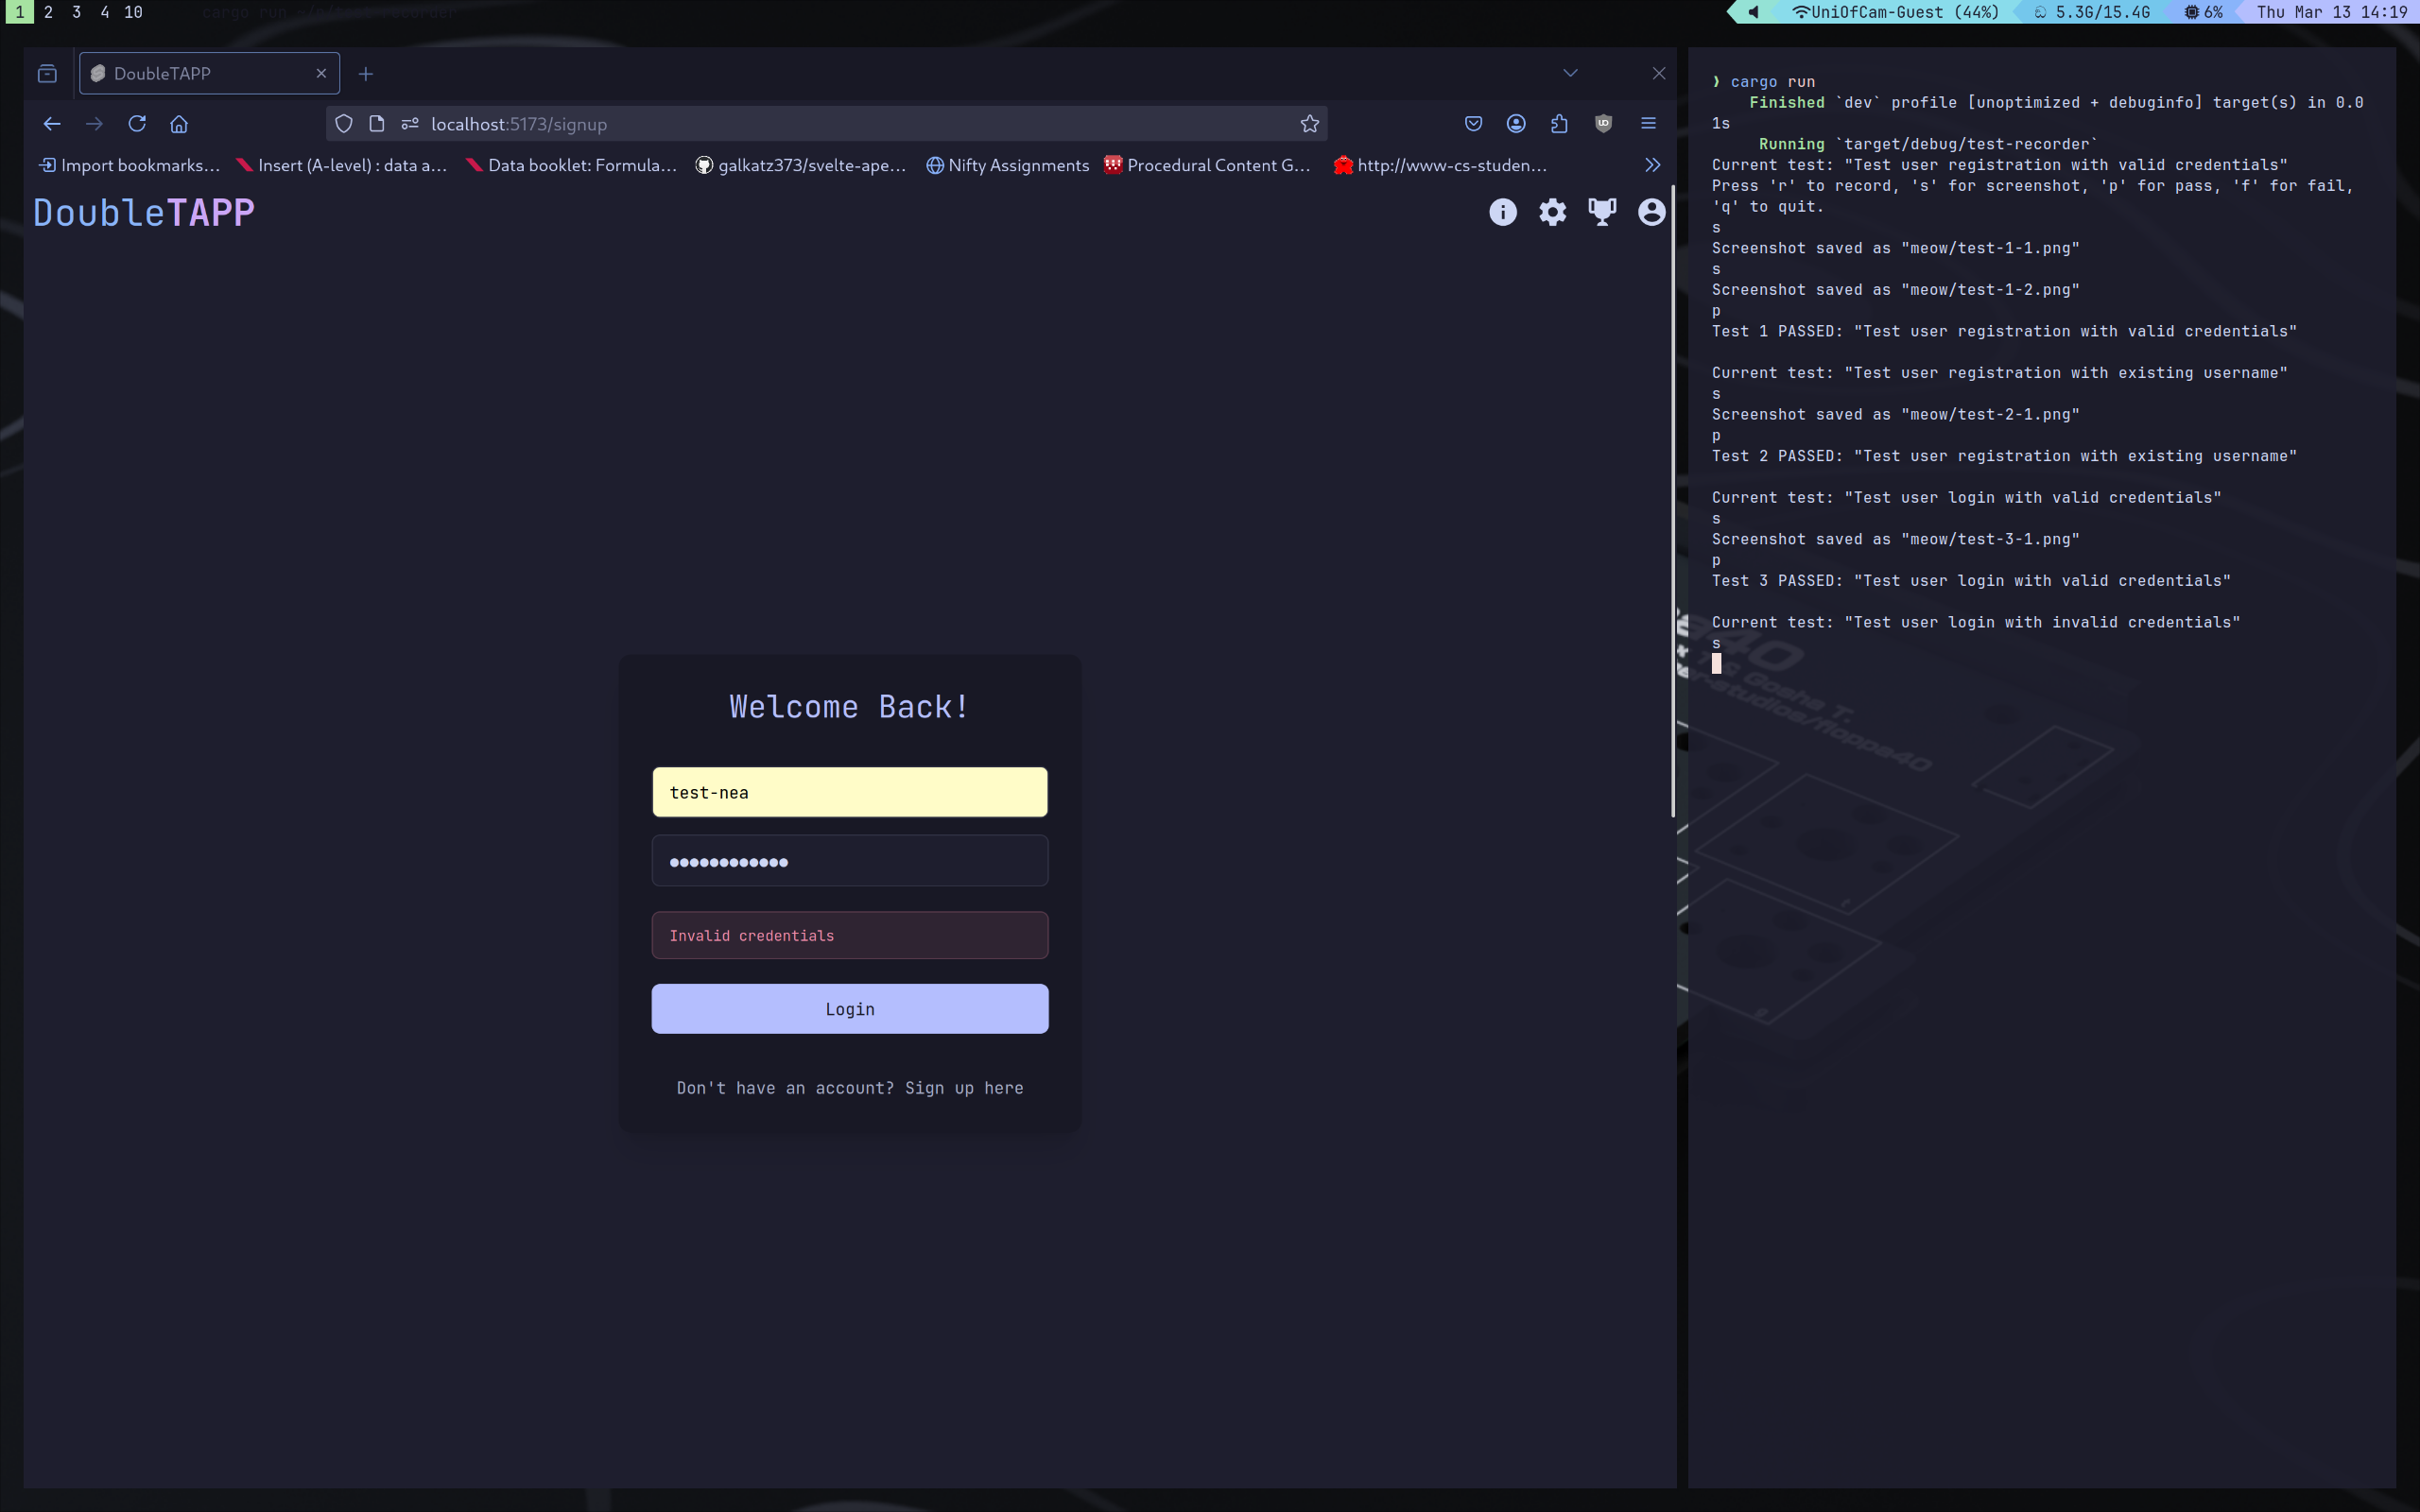 1 2 3 4 10 cargo run
UniOfCam-Guest (44%) 5.3G/15.4G 6% Thu Mar 13 14:19
DoubleTAPP
localhost:5173/signup
Import bookmarks… Insert (A-level) : data a… Data booklet: Formula… galkatz373/svelte-ape… Nifty Assignments Procedural Content G… http://www-cs-studen…
DoubleTAPP
Welcome Back!
test-nea
●●●●●●●●●●●●
Invalid credentials
Login
Don't have an account? Sign up here
❯ cargo run
Finished `dev` profile [unoptimized + debuginfo] target(s) in 0.0
1s
Running `target/debug/test-recorder`
Current test: "Test user registration with valid credentials"
Press 'r' to record, 's' for screenshot, 'p' for pass, 'f' for fail,
'q' to quit.
s
Screenshot saved as "meow/test-1-1.png"
s
Screenshot saved as "meow/test-1-2.png"
p
Test 1 PASSED: "Test user registration with valid credentials"
Current test: "Test user registration with existing username"
s
Screenshot saved as "meow/test-2-1.png"
p
Test 2 PASSED: "Test user registration with existing username"
Current test: "Test user login with valid credentials"
s
Screenshot saved as "meow/test-3-1.png"
p
Test 3 PASSED: "Test user login with valid credentials"
Current test: "Test user login with invalid credentials"
s
& Gosha T.